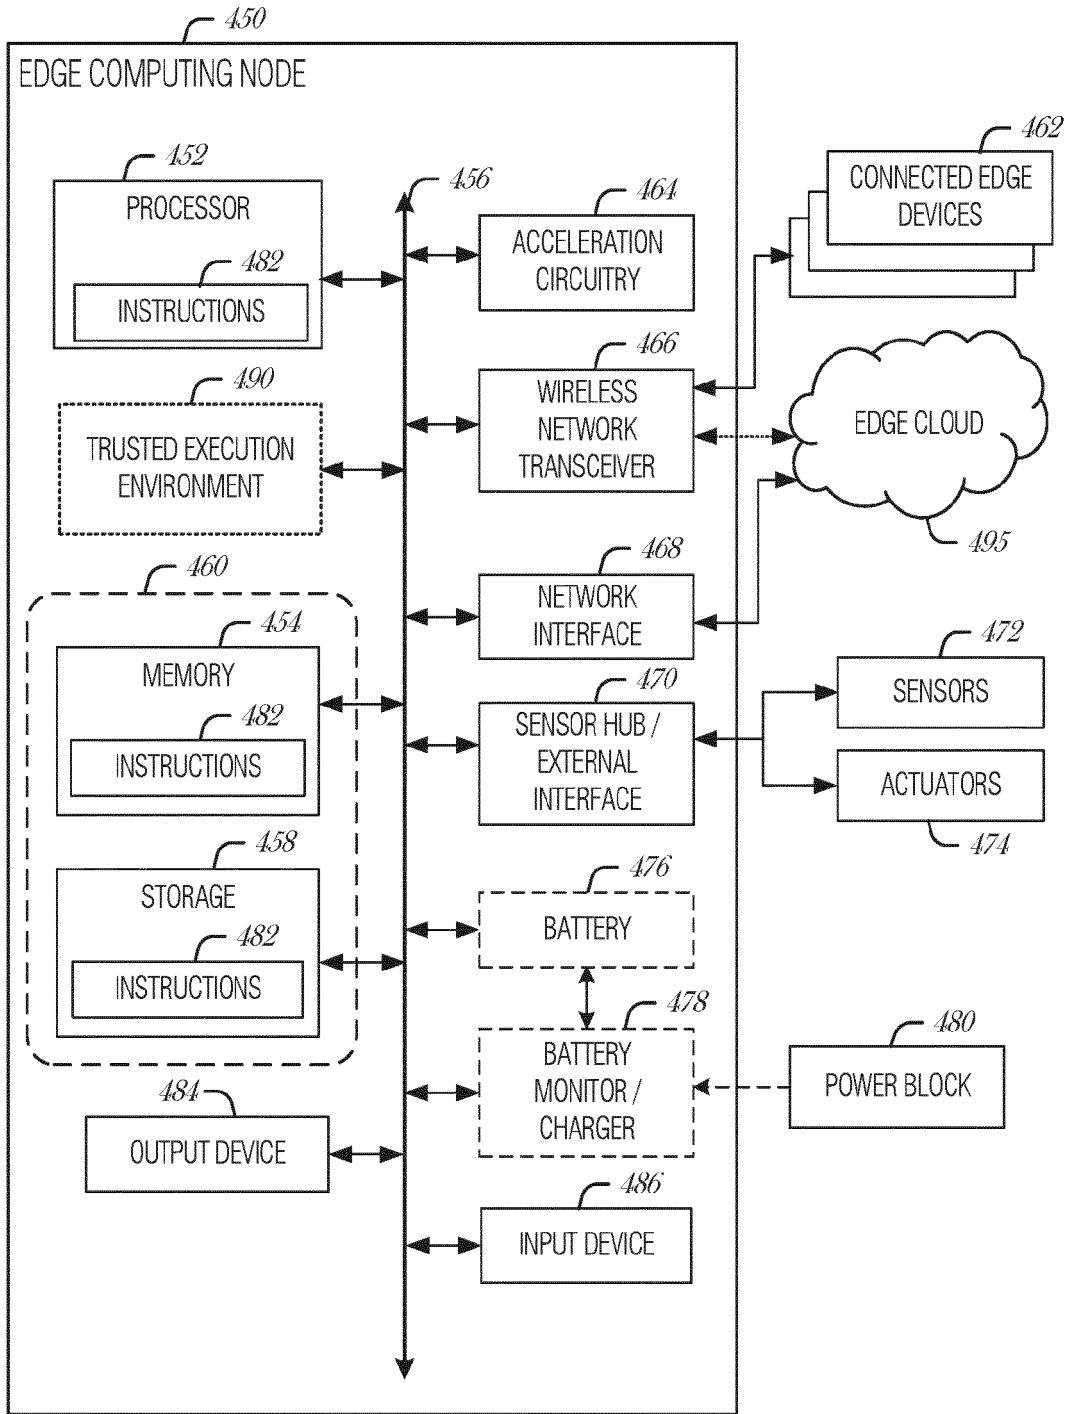 450
EDGE COMPUTING NODE
452
PROCESSOR
482
INSTRUCTIONS
456
464
ACCELERATION
CIRCUITRY
462
CONNECTED EDGE
DEVICES
490
TRUSTED EXECUTION
ENVIRONMENT
466
WIRELESS
NETWORK
TRANSCEIVER
EDGE CLOUD
495
460
454
MEMORY
482
INSTRUCTIONS
468
NETWORK
INTERFACE
470
SENSOR HUB /
EXTERNAL
INTERFACE
472
SENSORS
ACTUATORS
474
458
STORAGE
482
INSTRUCTIONS
476
BATTERY
478
BATTERY
MONITOR /
CHARGER
480
POWER BLOCK
484
OUTPUT DEVICE
486
INPUT DEVICE